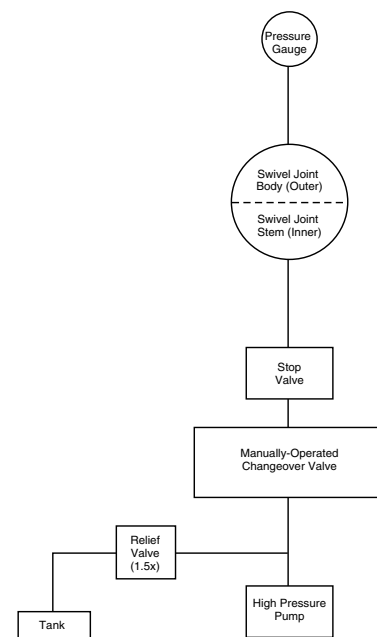 Pressure
Gauge
Swivel Joint
Body (Outer)
Swivel Joint
Stem (Inner)
Stop
Valve
Manually-Operated
Changeover Valve
Relief
Valve
(1.5x)
High Pressure
Pump
Tank